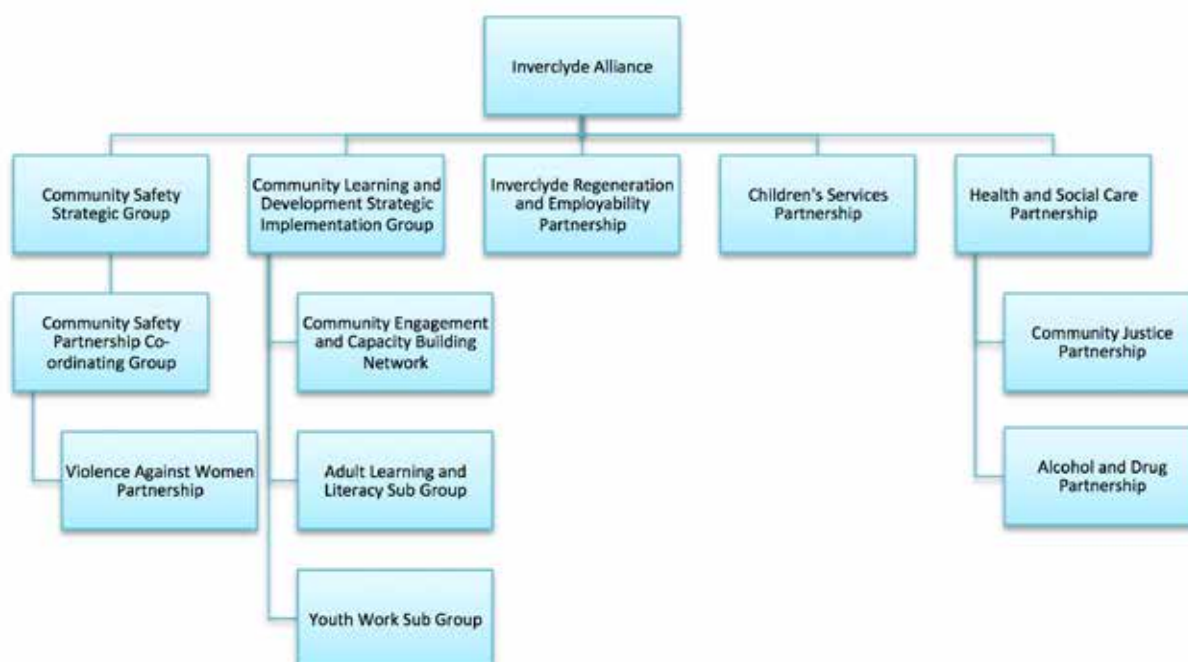 Inverclyde Alliance
Community Safety
Strategic Group
Community Learning and
Development Strategic
Implementation Group
Inverclyde Regeneration
and Employability
Partnership
Children's Services
Partnership
Health and Social Care
Partnership
Community Safety
Partnership Co-
ordinating Group
Community Engagement
and Capacity Building
Network
Community Justice
Partnership
Violence Against Women
Partnership
Adult Learning and
Literacy Sub Group
Alcohol and Drug
Partnership
Youth Work Sub Group